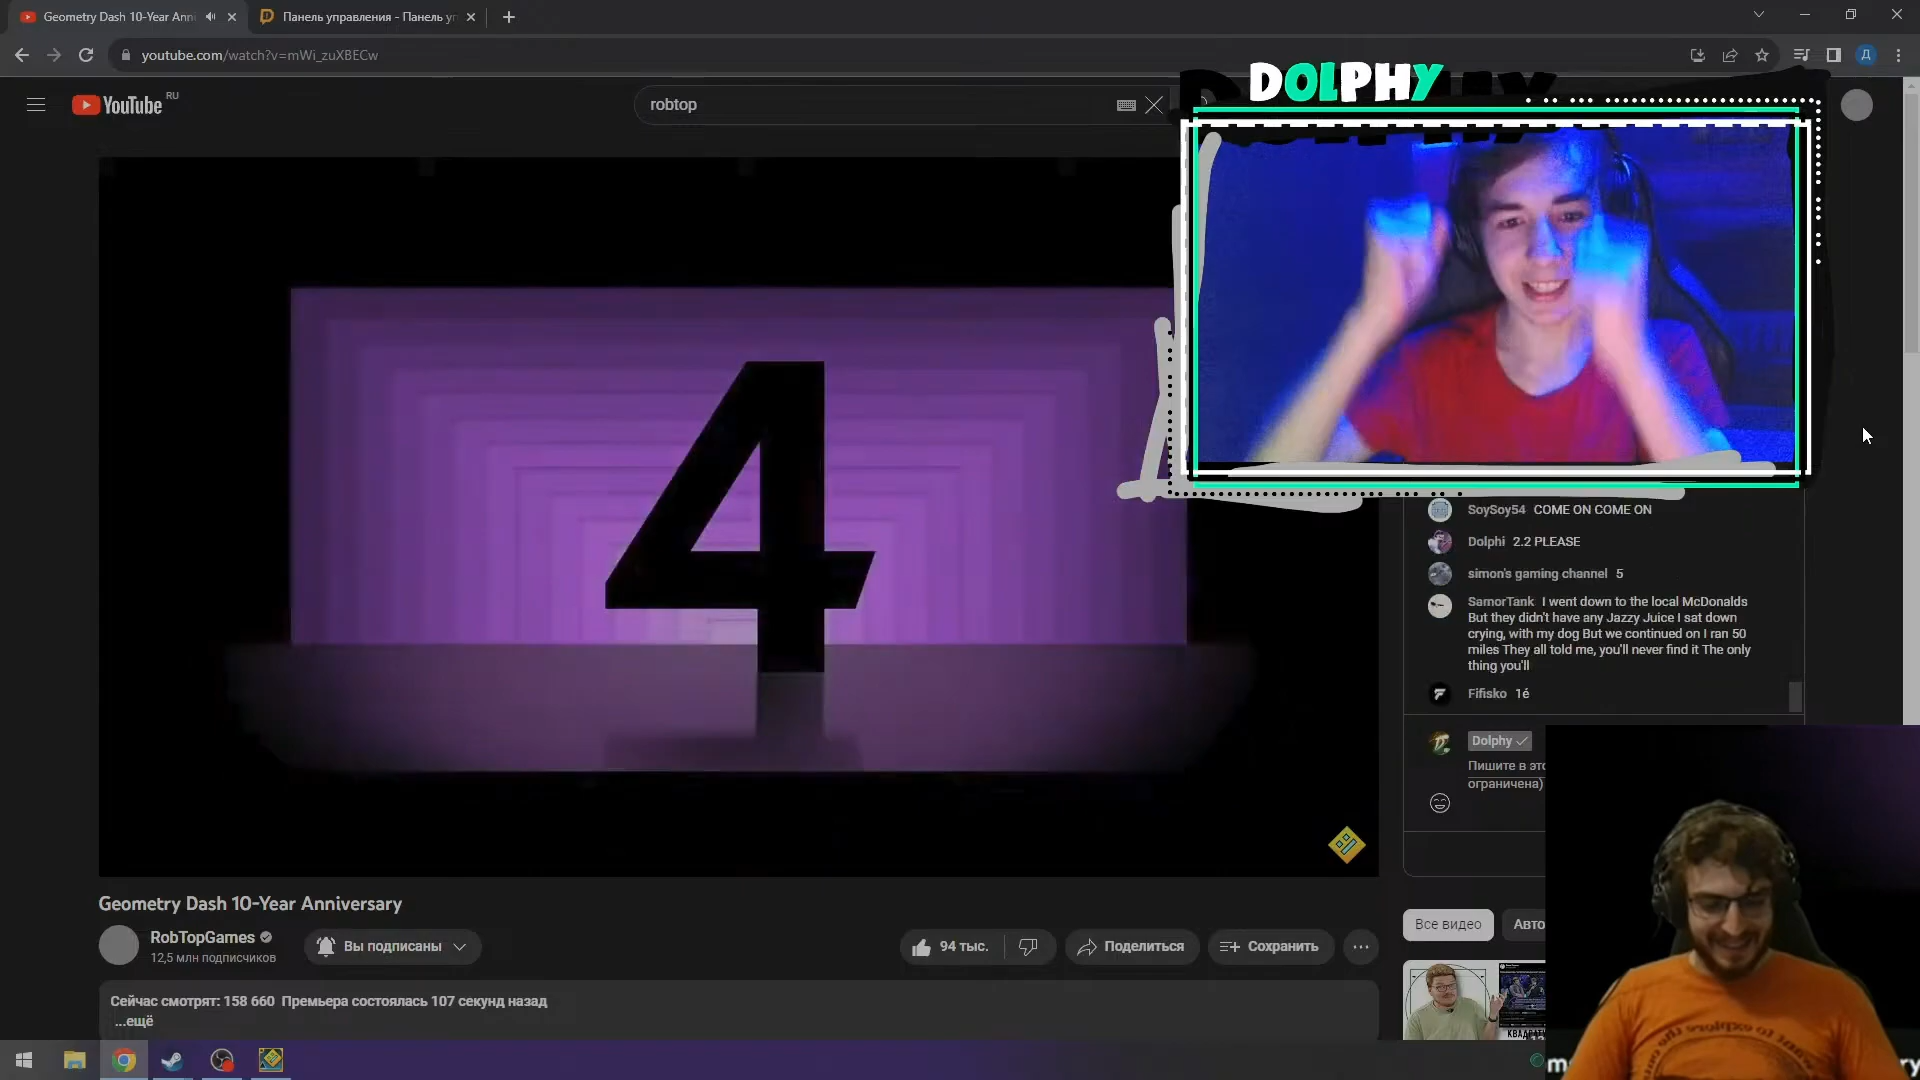 Geometry Dash 10-Year Anni
Панель управления - Панель уп
youtube.com/watch?v=mWi_zuXBECw
Д
YouTube RU
robtop
DOLPHY
4
SoySoy54 COME ON COME ON
Dolphi 2.2 PLEASE
simon's gaming channel 5
SamorTank I went down to the local McDonalds
But they didn't have any Jazzy Juice I sat down
crying, with my dog But we continued on I ran 50
miles They all told me, you'll never find it The only
thing you'll
Fifisko 1é
Dolphy
Пишите в это
ограничена)
Geometry Dash 10-Year Anniversary
RobTopGames
12,5 млн подписчиков
Вы подписаны
94 тыс.
Поделиться
Сохранить
Все видео
Авто
Сейчас смотрят: 158 660 Премьера состоялась 107 секунд назад
...ещё